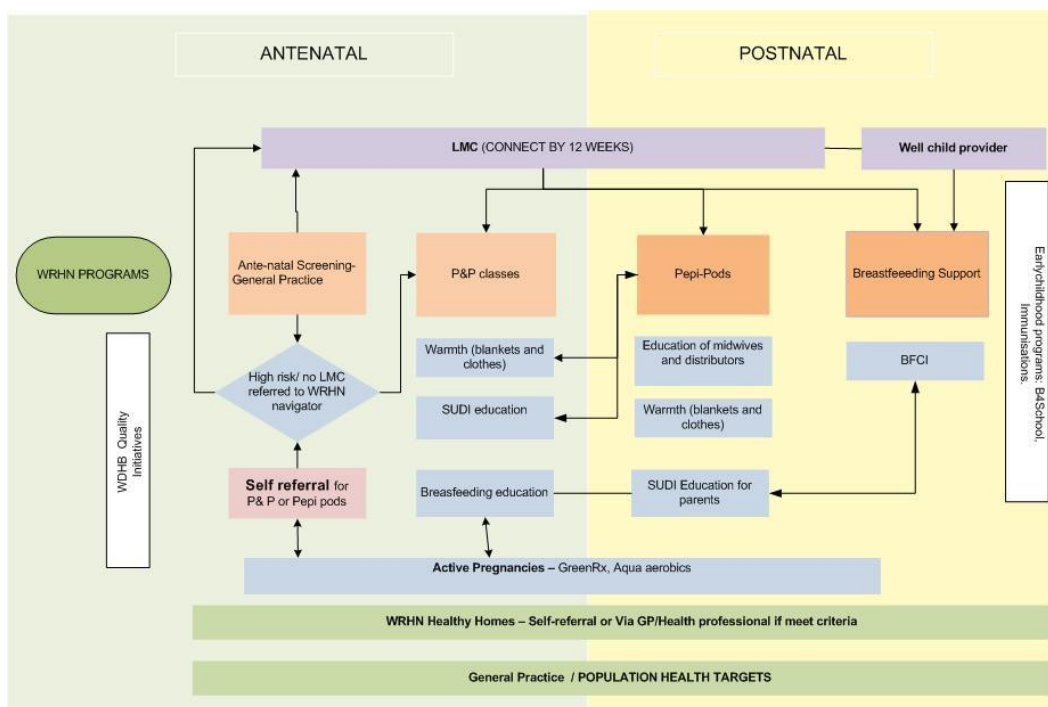 ANTENATAL
POSTNATAL
LMC (CONNECT BY 12 WEEKS)
Well child provider
WRHN PROGRAMS
Ante-natal Screening-
General Practice
P&P classes
Pepi-Pods
Breastfeeeding Support
Earlychildhood programs: B4School,
Immunisations.
WDHB Quality
Initiatives
High risk/ no LMC
referred to WRHN
navigator
Warmth (blankets and
clothes)
Education of midwives
and distributors
BFCI
SUDI education
Warmth (blankets and
clothes)
Self referral for
P& P or Pepi pods
Breasfeeding education
SUDI Education for
parents
Active Pregnancies – GreenRx, Aqua aerobics
WRHN Healthy Homes – Self-referral or Via GP/Health professional if meet criteria
General Practice / POPULATION HEALTH TARGETS